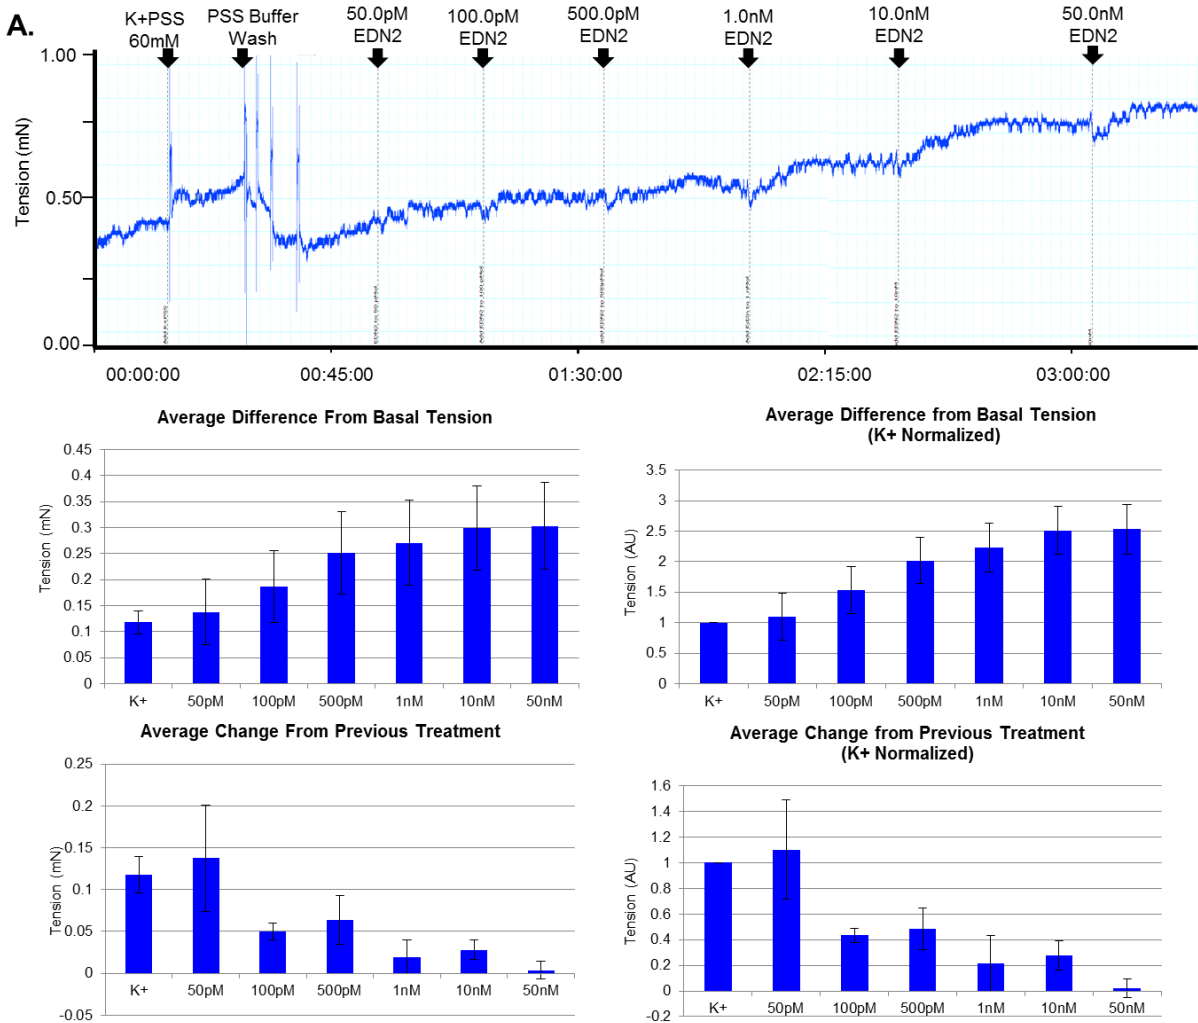 A.
K+PSS
60mM
PSS Buffer
Wash
50.0pM
EDN2
100.0pM
EDN2
500.0pM
EDN2
1.0nM
EDN2
10.0nM
EDN2
50.0nM
EDN2
1.00
0.50
0.00
Tension (mN)
00:00:00
00:45:00
01:30:00
02:15:00
03:00:00
Average Difference From Basal Tension
0.45
0.4
0.35
0.3
0.25
0.2
0.15
0.1
0.05
0
Tension (mN)
K+
50pM
100pM
500pM
1nM
10nM
50nM
Average Difference from Basal Tension
(K+ Normalized)
3.5
3
2.5
2
1.5
1
0.5
0
Tension (AU)
K+
50pM
100pM
500pM
1nM
10nM
50nM
Average Change From Previous Treatment
0.25
0.2
0.15
0.1
0.05
0
-0.05
Tension (mN)
K+
50pM
100pM
500pM
1nM
10nM
50nM
Average Change from Previous Treatment
(K+ Normalized)
1.6
1.4
1.2
1
0.8
0.6
0.4
0.2
0
-0.2
Tension (AU)
K+
50pM
100pM
500pM
1nM
10nM
50nM